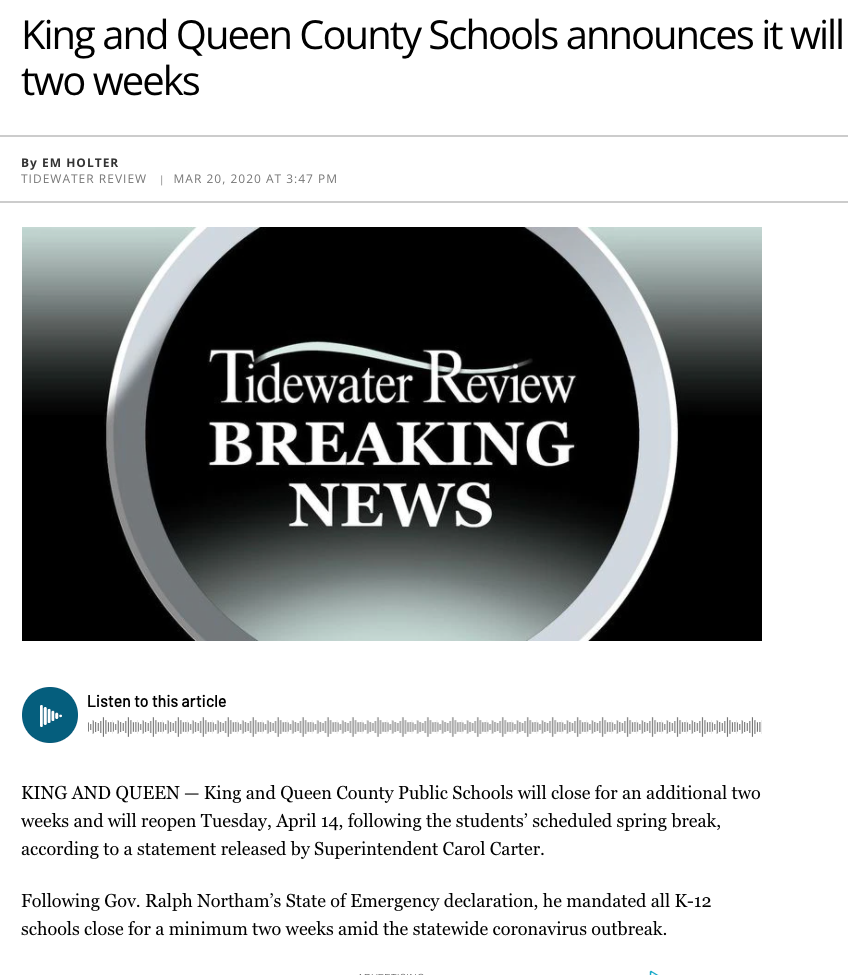 King and Queen County Schools announces it will
two weeks
By EM HOLTER
TIDEWATER REVIEW | MAR 20, 2020 AT 3:47 PM
Tidewater Review
BREAKING
NEWS
Listen to this article
KING AND QUEEN — King and Queen County Public Schools will close for an additional two
weeks and will reopen Tuesday, April 14, following the students’ scheduled spring break,
according to a statement released by Superintendent Carol Carter.
Following Gov. Ralph Northam’s State of Emergency declaration, he mandated all K-12
schools close for a minimum two weeks amid the statewide coronavirus outbreak.